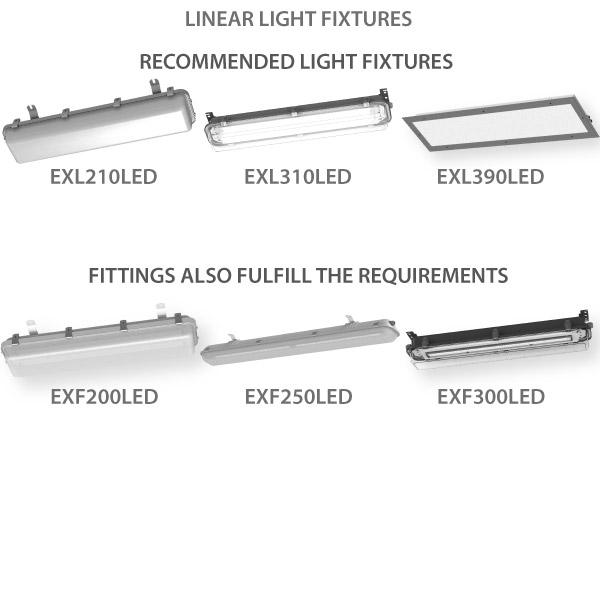 LINEAR LIGHT FIXTURES
RECOMMENDED LIGHT FIXTURES
EXL210LED EXL310LED EXL390LED
FITTINGS ALSO FULFILL THE REQUIREMENTS
EXF200LED EXF250LED EXF300LED